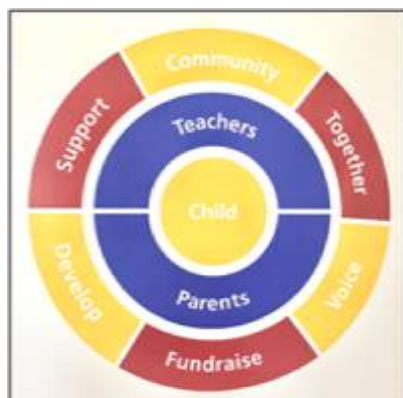 Community
Together
Voice
Fundraise
Develop
Support
Teachers
Parents
Child